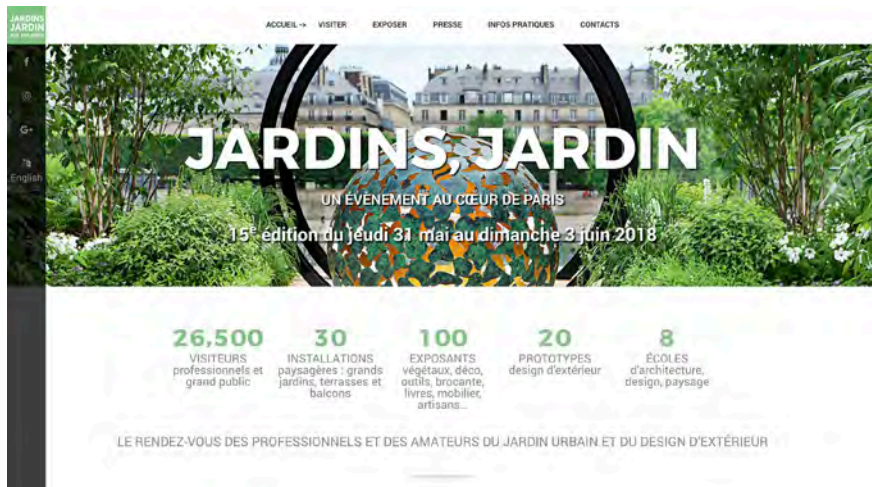 JARDINS
JARDIN
ACCUEIL -> VISITER EXPOSER PRESSE INFOS PRATIQUES CONTACTS
G+
English
JARDINS, JARDIN
UN ÉVÉNEMENT AU CŒUR DE PARIS
15e édition du jeudi 31 mai au dimanche 3 juin 2018
26,500
VISITEURS
professionnels et
grand public
30
INSTALLATIONS
paysagères : grands
jardins, terrasses et
balcons
100
EXPOSANTS
végétaux, déco,
outils, brocante,
livres, mobilier,
artisans...
20
PROTOTYPES
design d'extérieur
8
ÉCOLES
d'architecture,
design, paysage
LE RENDEZ-VOUS DES PROFESSIONNELS ET DES AMATEURS DU JARDIN URBAIN ET DU DESIGN D'EXTÉRIEUR